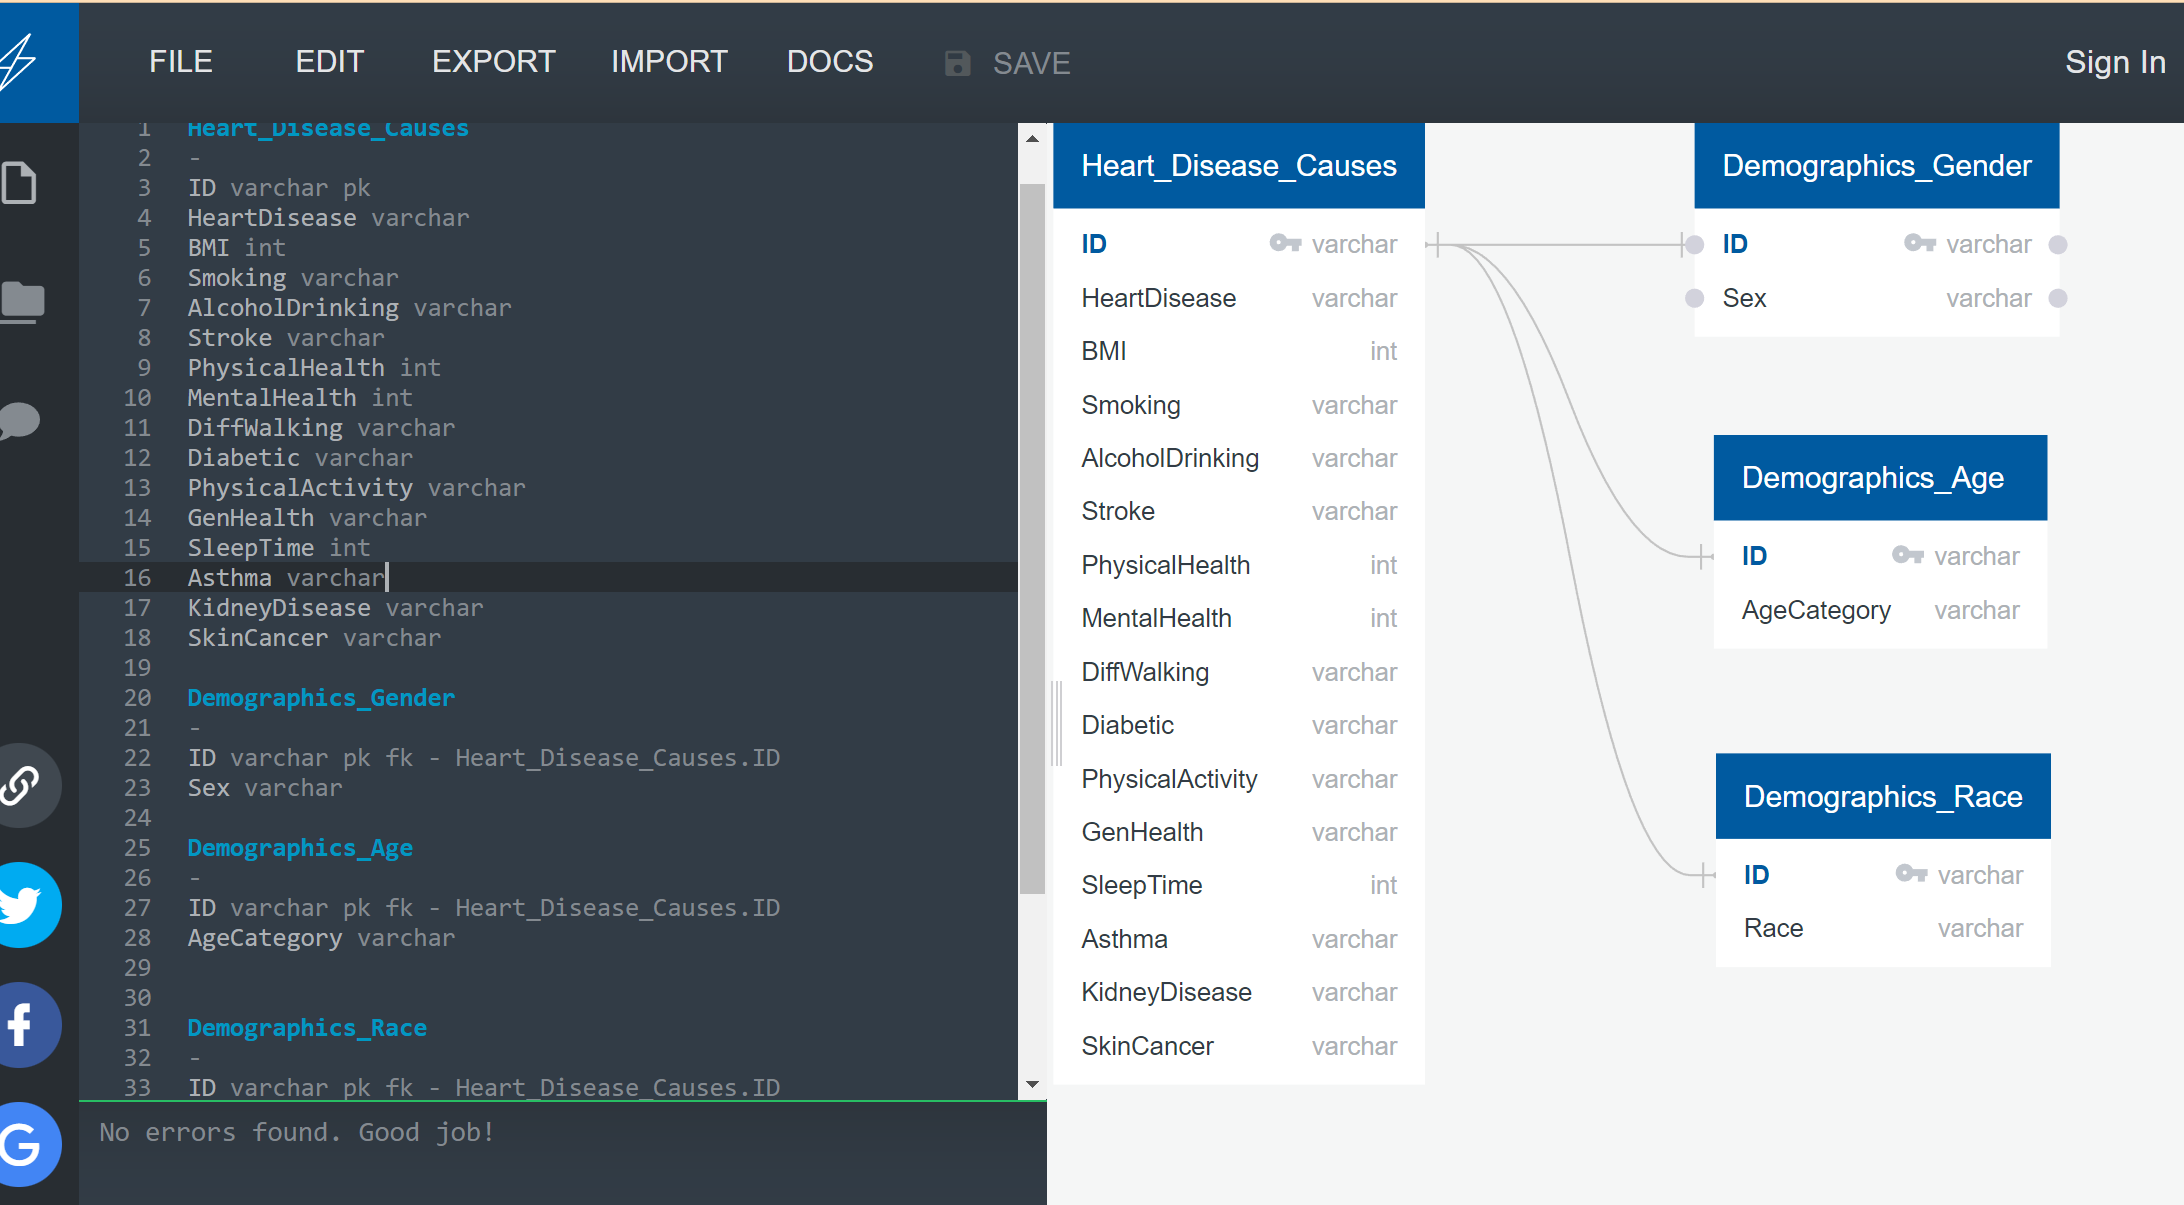 FILE EDIT EXPORT IMPORT DOCS SAVE Sign In
1 Heart_Disease_Causes
2 -
3 ID varchar pk
4 HeartDisease varchar
5 BMI int
6 Smoking varchar
7 AlcoholDrinking varchar
8 Stroke varchar
9 PhysicalHealth int
10 MentalHealth int
11 DiffWalking varchar
12 Diabetic varchar
13 PhysicalActivity varchar
14 GenHealth varchar
15 SleepTime int
16 Asthma varchar
17 KidneyDisease varchar
18 SkinCancer varchar
19
20 Demographics_Gender
21 -
22 ID varchar pk fk - Heart_Disease_Causes.ID
23 Sex varchar
24
25 Demographics_Age
26 -
27 ID varchar pk fk - Heart_Disease_Causes.ID
28 AgeCategory varchar
29
30
31 Demographics_Race
32 -
33 ID varchar pk fk - Heart_Disease_Causes.ID
No errors found. Good job!
Heart_Disease_Causes
ID varchar
HeartDisease varchar
BMI int
Smoking varchar
AlcoholDrinking varchar
Stroke varchar
PhysicalHealth int
MentalHealth int
DiffWalking varchar
Diabetic varchar
PhysicalActivity varchar
GenHealth varchar
SleepTime int
Asthma varchar
KidneyDisease varchar
SkinCancer varchar
Demographics_Gender
ID varchar
Sex varchar
Demographics_Age
ID varchar
AgeCategory varchar
Demographics_Race
ID varchar
Race varchar